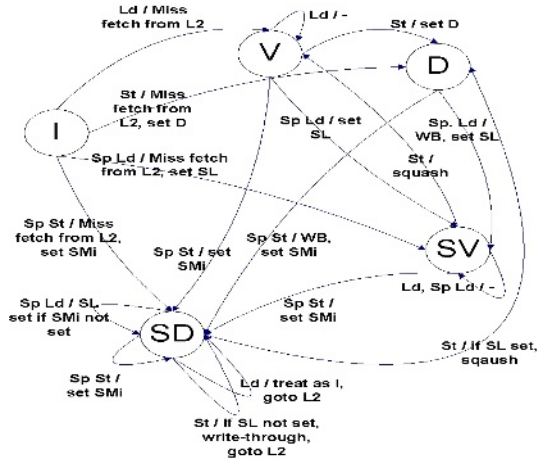 Ld / Miss
fetch from L2
Ld / -
V
St / set D
D
St / Miss
fetch from
L2, set D
I
Sp Ld / set
SL
Sp. Ld /
WB, set SL
Sp Ld / Miss fetch
from L2, set SL
St /
squash
Sp St / Miss
fetch from L2,
set SMi
Sp St / set
SMi
Sp St / WB,
set SMi
SV
Ld, Sp Ld / -
Sp Ld / SL
set if SMi not
set
Sp St /
set SMi
SD
St / If SL set,
sqaush
Sp St /
set SMi
Ld / treat as I,
goto L2
St / If SL not set,
write-through,
goto L2